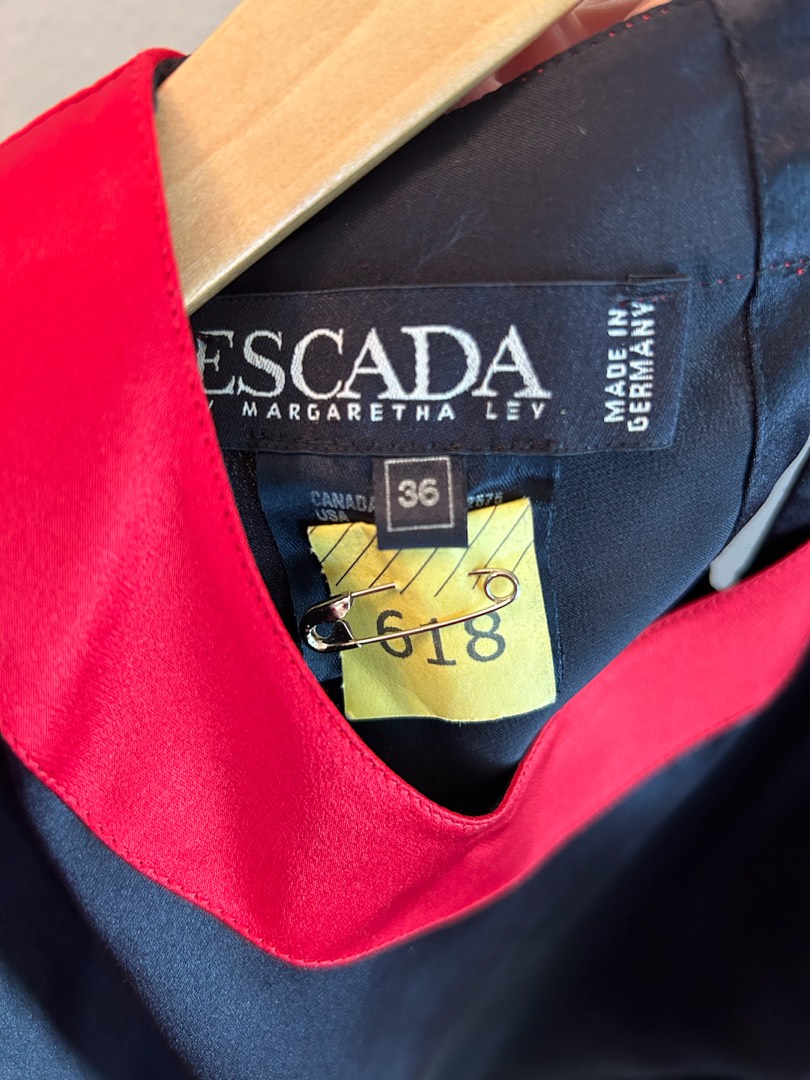 ESCADA
MARGARETHA LEY
MADE IN
GERMANY
36
CANADA
USA
618